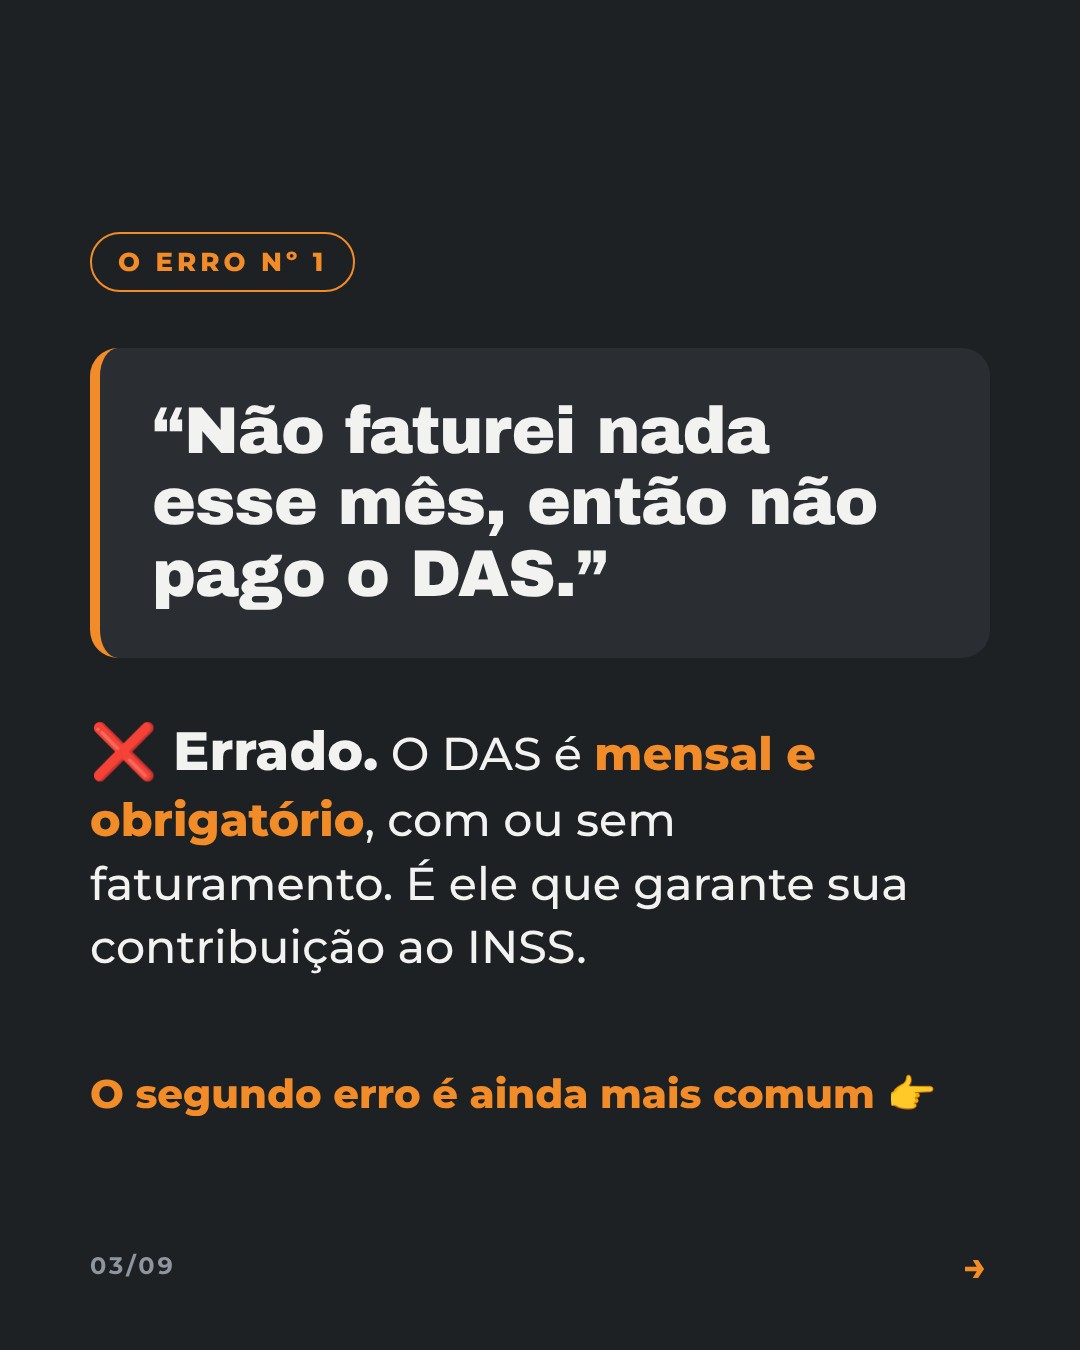 O ERRO Nº 1
“Não faturei nada
esse mês, então não
pago o DAS.”
❌ Errado. O DAS é mensal e
obrigatório, com ou sem
faturamento. É ele que garante sua
contribuição ao INSS.
O segundo erro é ainda mais comum 👉
03/09
→